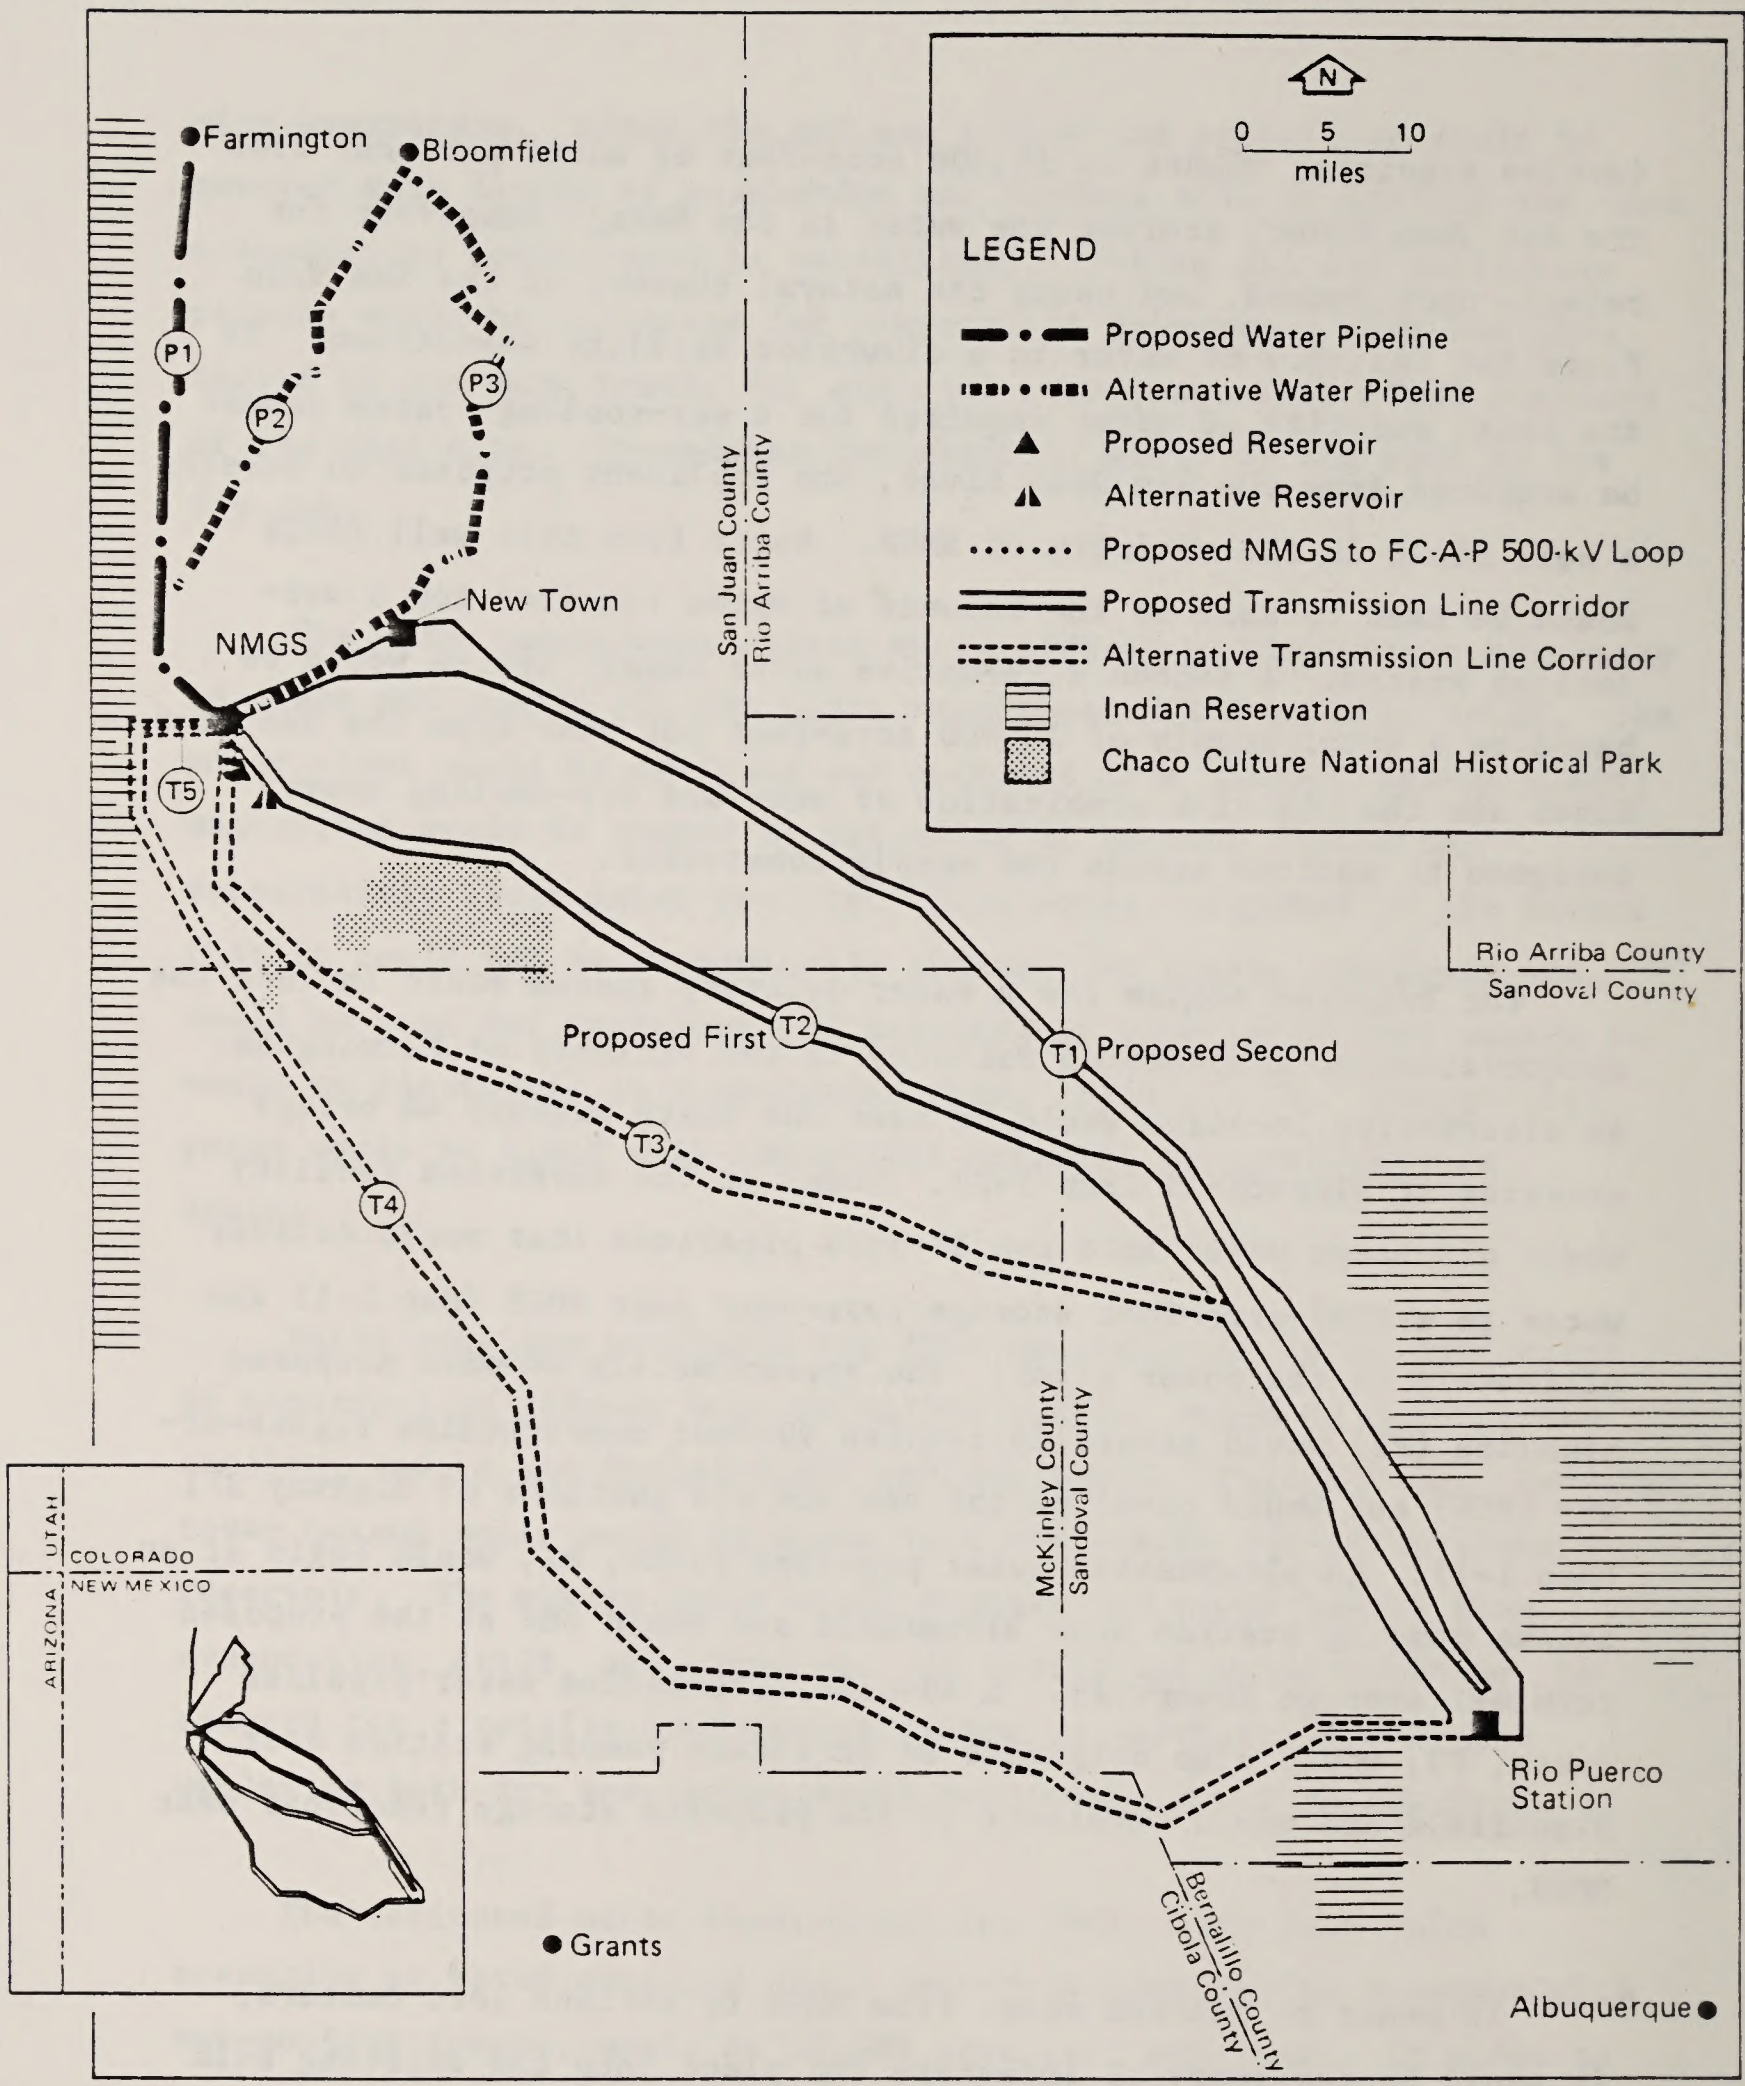 N
0 5 10
miles
LEGEND
Proposed Water Pipeline
Alternative Water Pipeline
Proposed Reservoir
Alternative Reservoir
Proposed NMGS to FC-A-P 500-kV Loop
Proposed Transmission Line Corridor
Alternative Transmission Line Corridor
Indian Reservation
Chaco Culture National Historical Park
Farmington
Bloomfield
P1
P2
P3
San Juan County
Rio Arriba County
New Town
NMGS
T5
Rio Arriba County
Sandoval County
Proposed First T2
T1 Proposed Second
T3
T4
McKinley County
Sandoval County
UTAH
COLORADO
NEW MEXICO
ARIZONA
Rio Puerco
Station
Bernalillo County
Cibola County
Grants
Albuquerque